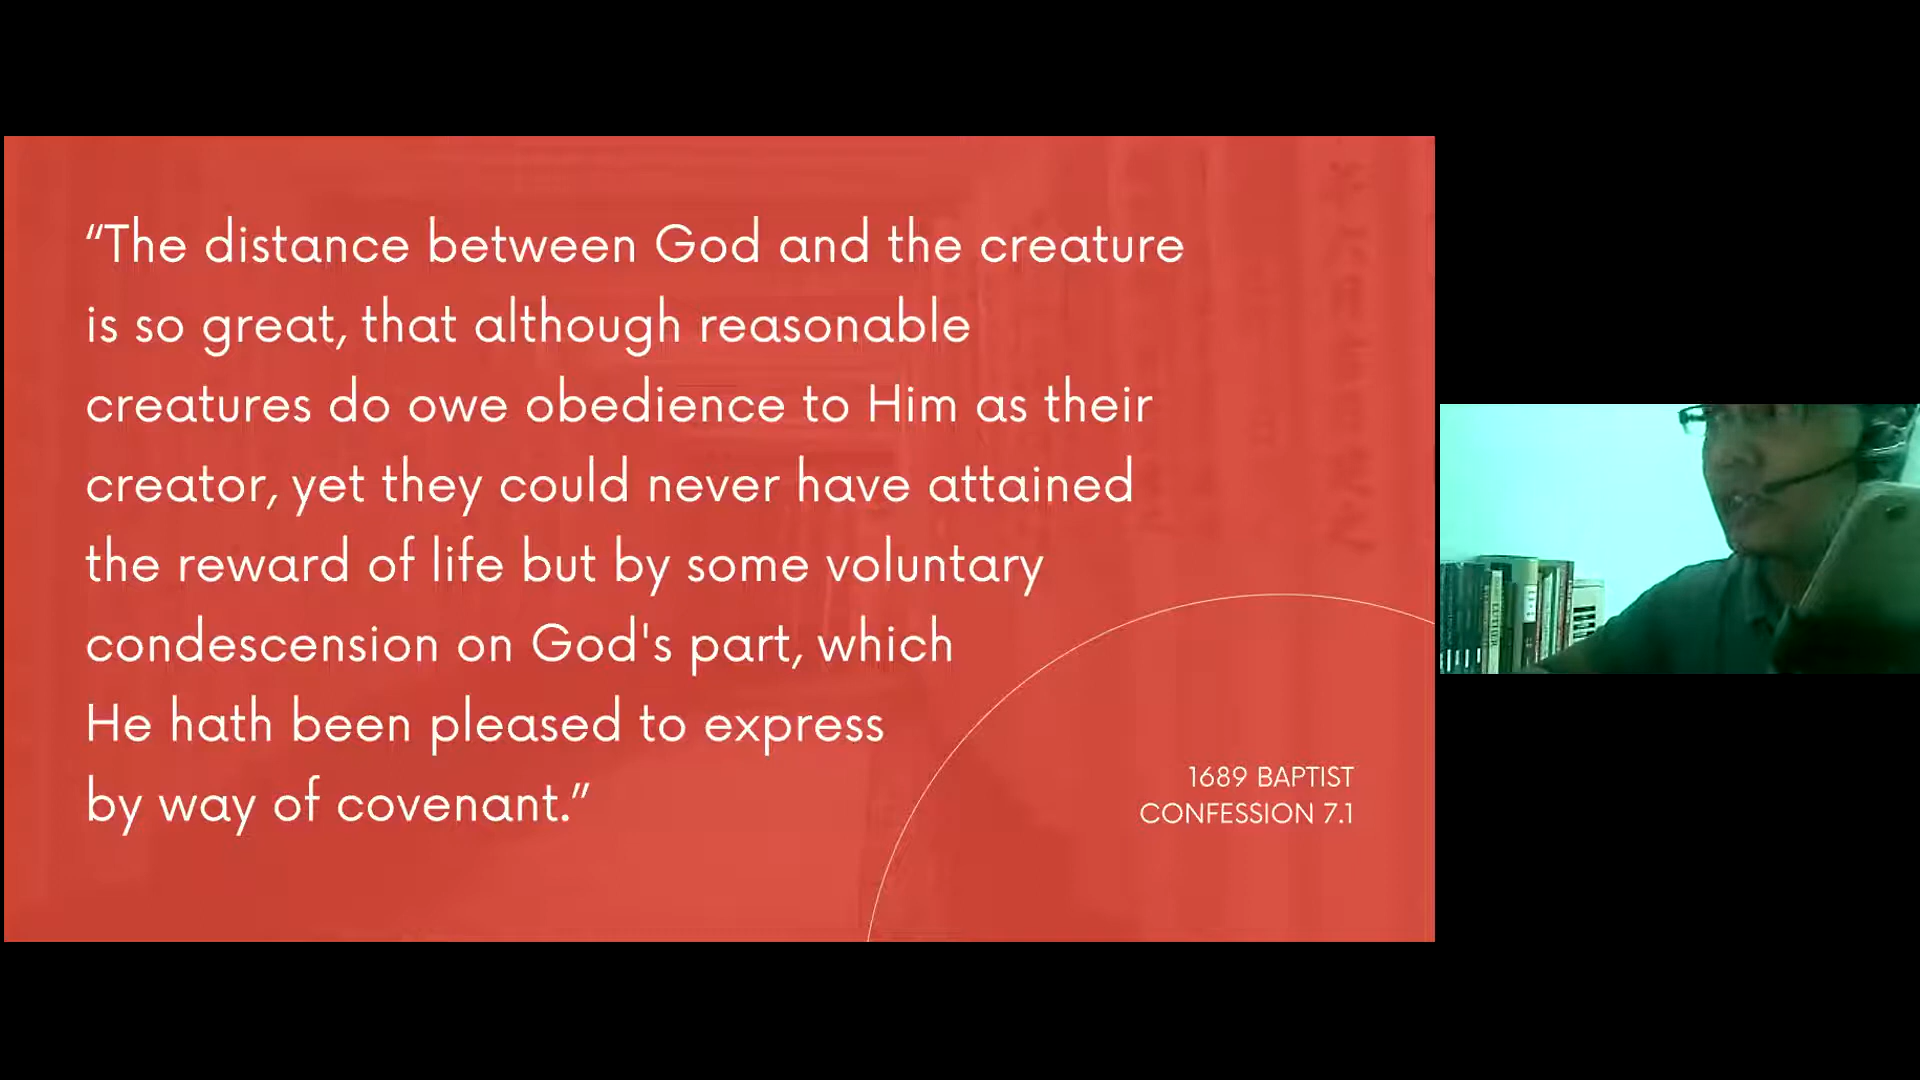 “The distance between God and the creature
is so great, that although reasonable
creatures do owe obedience to Him as their
creator, yet they could never have attained
the reward of life but by some voluntary
condescension on God's part, which
He hath been pleased to express
by way of covenant.”
1689 BAPTIST
CONFESSION 7.1